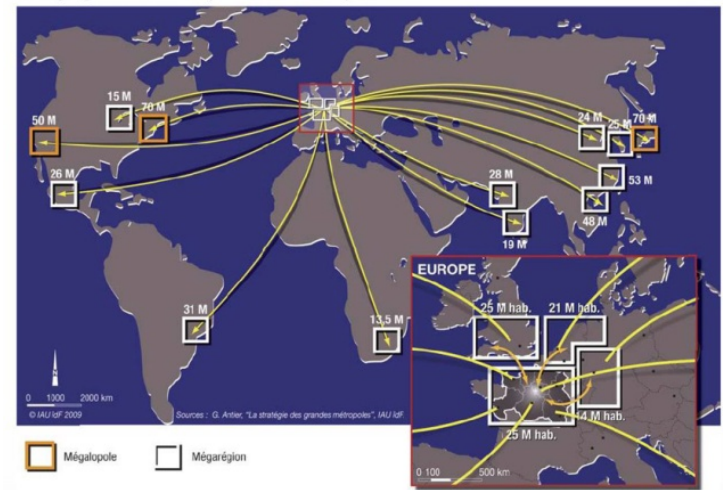 15 M
70 M
50 M
26 M
31 M
13,5 M
28 M
19 M
24 M
25 M
70 M
53 M
48 M
EUROPE
25 M hab.
21 M hab.
14 M hab.
25 M hab.
0 100 500 km
N
0 1000 2000 km
© IAU îdF 2009
Sources : G. Antier, "La stratégie des grandes métropoles", IAU îdF
Mégalopole
Mégarégion